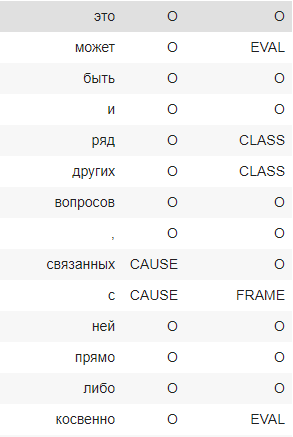 это O O
может O EVAL
быть O O
и O O
ряд O CLASS
других O CLASS
вопросов O O
, O O
связанных CAUSE O
с CAUSE FRAME
ней O O
прямо O O
либо O O
косвенно O EVAL